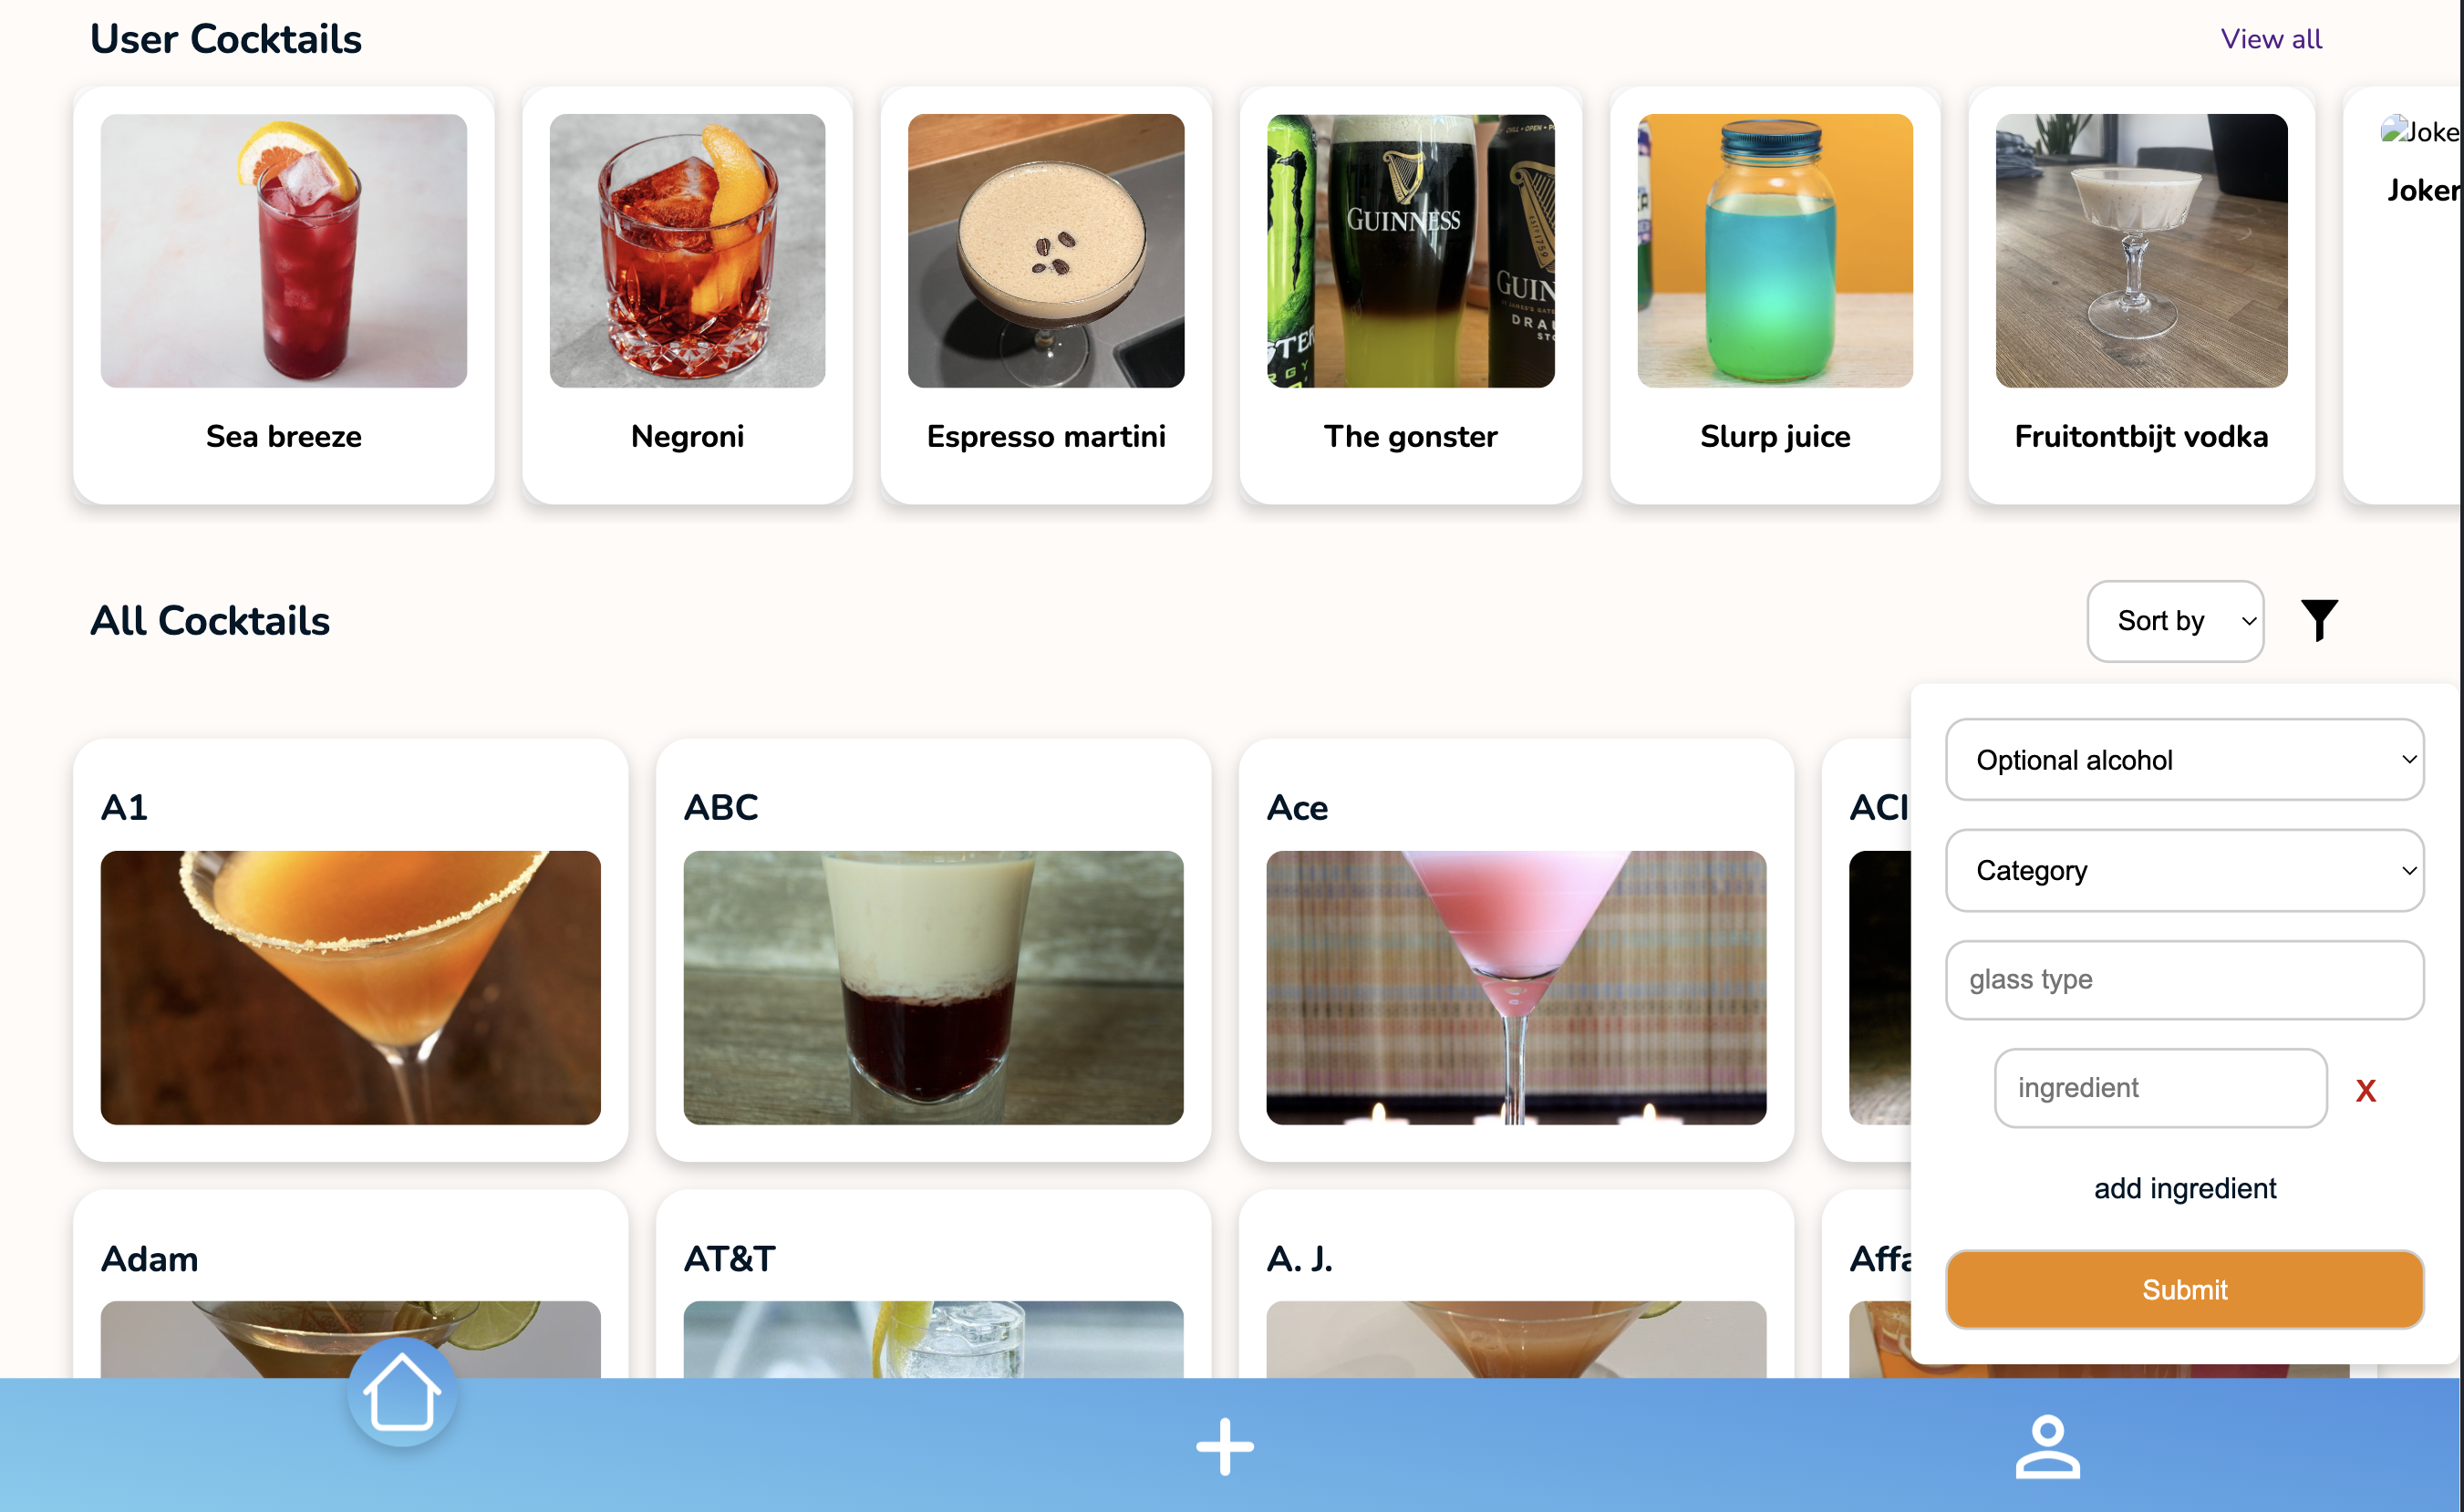 User Cocktails
View all
GUINNESS
Joke
Joker
Sea breeze
Negroni
Espresso martini
The gonster
Slurp juice
Fruitontbijt vodka
All Cocktails
Sort by
Optional alcohol
Category
glass type
ingredient
X
add ingredient
Submit
A1
ABC
Ace
ACI
Adam
AT&T
A. J.
Affa